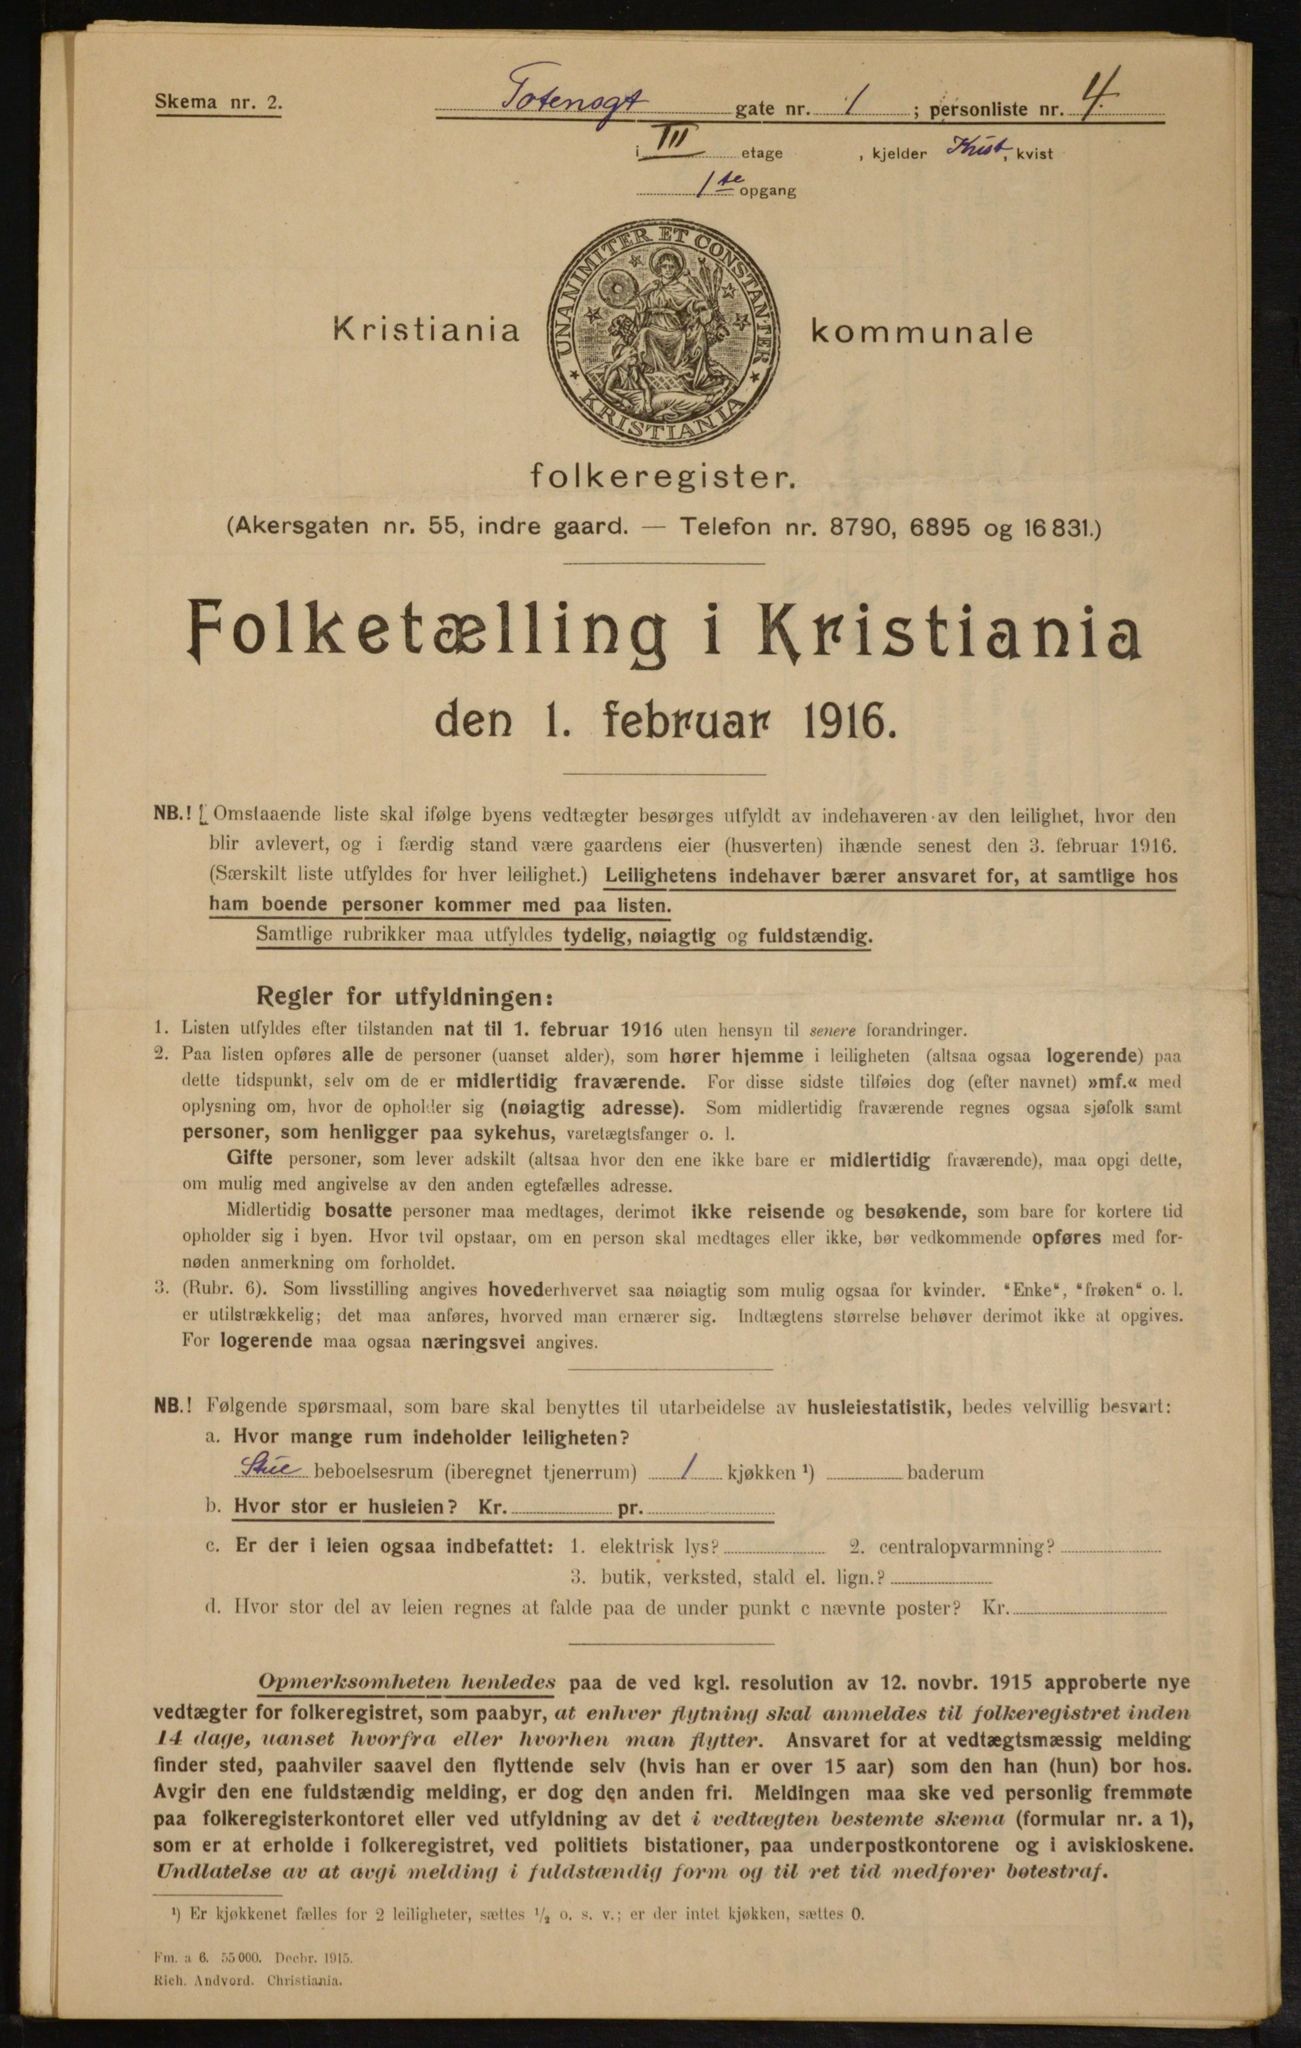 Skema nr. 2.
Totensgt gate nr. 1 ; personliste nr. 4.
i III etage , kjelder Krist, kvist
1te opgang
UNANIMITER ET CONSTANTER
KRISTIANIA
Kristiania kommunale
folkeregister.
(Akersgaten nr. 55, indre gaard. — Telefon nr. 8790, 6895 og 16 831.)
Folketælling i Kristiania
den 1. februar 1916.
NB.! Omstaaende liste skal ifølge byens vedtægter besørges utfyldt av indehaveren av den leilighet, hvor den
blir avlevert, og i færdig stand være gaardens eier (husverten) ihænde senest den 3. februar 1916.
(Særskilt liste utfyldes for hver leilighet.) Leilighetens indehaver bærer ansvaret for, at samtlige hos
ham boende personer kommer med paa listen.
Samtlige rubrikker maa utfyldes tydelig, nøiagtig og fuldstændig.
Regler for utfyldningen:
1. Listen utfyldes efter tilstanden nat til 1. februar 1916 uten hensyn til senere forandringer.
2. Paa listen opføres alle de personer (uanset alder), som hører hjemme i leiligheten (altsaa ogsaa logerende) paa
dette tidspunkt, selv om de er midlertidig fraværende. For disse sidste tilføies dog (efter navnet) »mf.« med
oplysning om, hvor de opholder sig (nøiagtig adresse). Som midlertidig fraværende regnes ogsaa sjøfolk samt
personer, som henligger paa sykehus, varetægtsfanger o. l.
Gifte personer, som lever adskilt (altsaa hvor den ene ikke bare er midlertidig fraværende), maa opgi dette,
om mulig med angivelse av den anden egtefælles adresse.
Midlertidig bosatte personer maa medtages, derimot ikke reisende og besøkende, som bare for kortere tid
opholder sig i byen. Hvor tvil opstaar, om en person skal medtages eller ikke, bør vedkommende opføres med for-
nøden anmerkning om forholdet.
3. (Rubr. 6). Som livsstilling angives hovederhvervet saa nøiagtig som mulig ogsaa for kvinder. "Enke", "frøken" o. l.
er utilstrækkelig; det maa anføres, hvorved man ernærer sig. Indtægtens størrelse behøver derimot ikke at opgives.
For logerende maa ogsaa næringsvei angives.
NB.! Følgende spørsmaal, som bare skal benyttes til utarbeidelse av husleiestatistik, bedes velvillig besvart:
a. Hvor mange rum indeholder leiligheten?
Stue beboelsesrum (iberegnet tjenerrum) 1 kjøkken ¹) baderum
b. Hvor stor er husleien? Kr. pr.
c. Er der i leien ogsaa indbefattet: 1. elektrisk lys? 2. centralopvarmning?
3. butik, verksted, stald el. lign.?
d. Hvor stor del av leien regnes at falde paa de under punkt c nævnte poster? Kr.
Opmerksomheten henledes paa de ved kgl. resolution av 12. novbr. 1915 approberte nye
vedtægter for folkeregistret, som paabyr, at enhver flytning skal anmeldes til folkeregistret inden
14 dage, uanset hvorfra eller hvorhen man flytter. Ansvaret for at vedtægtsmæssig melding
finder sted, paahviler saavel den flyttende selv (hvis han er over 15 aar) som den han (hun) bor hos.
Avgir den ene fuldstændig melding, er dog den anden fri. Meldingen maa ske ved personlig fremmøte
paa folkeregisterkontoret eller ved utfyldning av det i vedtægten bestemte skema (formular nr. a 1),
som er at erholde i folkeregistret, ved politiets bistationer, paa underpostkontorene og i aviskioskene.
Undlatelse av at avgi melding i fuldstændig form og til ret tid medfører bøtestraf.
¹) Er kjøkkenet fælles for 2 leiligheter, sættes ½ o. s. v.; er der intet kjøkken, sættes 0.
Fm. a 6. 55 000. Decbr. 1915.
Rich. Andvord. Christiania.